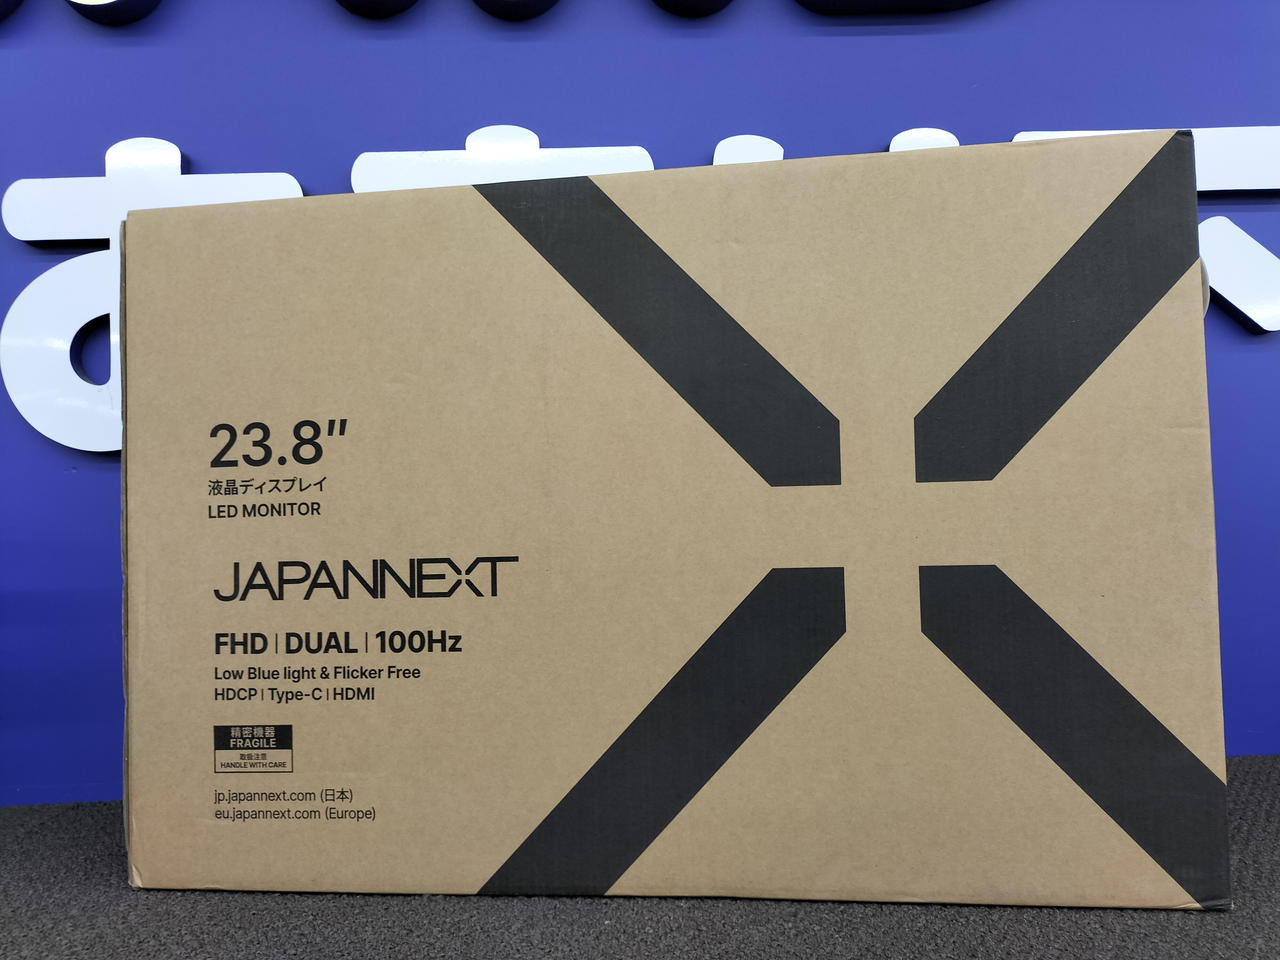 23.8"
液晶ディスプレイ
LED MONITOR
JAPANNEXT
FHD | DUAL | 100Hz
Low Blue light & Flicker Free
HDCP | Type-C | HDMI
精密機器
FRAGILE
取扱注意
HANDLE WITH CARE
jp.japannext.com (日本)
eu.japannext.com (Europe)